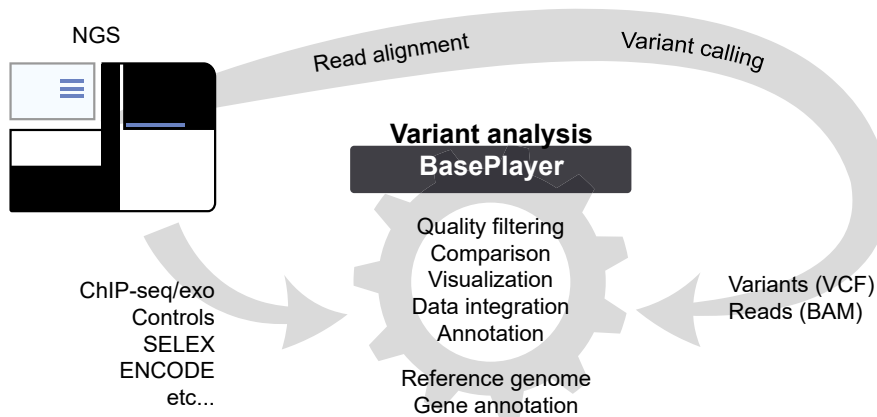 NGS
Read alignment
Variant calling
Variant analysis
BasePlayer
Quality filtering
Comparison
Visualization
Data integration
Annotation
Reference genome
Gene annotation
ChIP-seq/exo
Controls
SELEX
ENCODE
etc...
Variants (VCF)
Reads (BAM)